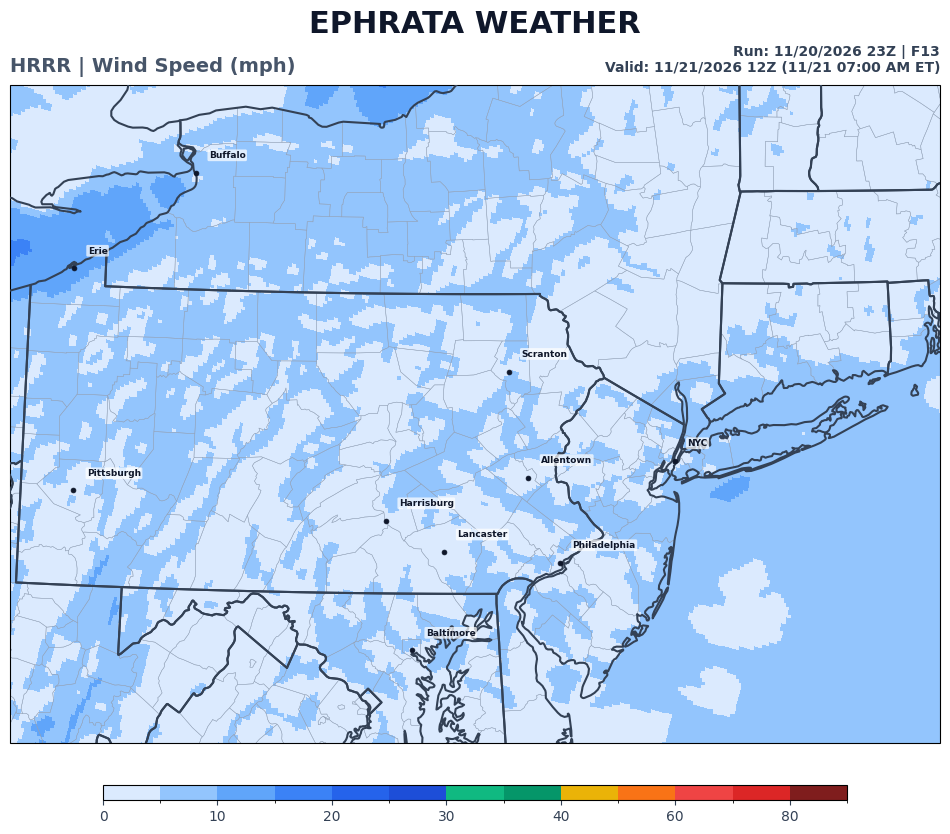 EPHRATA WEATHER
HRRR | Wind Speed (mph)
Run: 11/20/2026 23Z | F13
Valid: 11/21/2026 12Z (11/21 07:00 AM ET)
Buffalo
Erie
Scranton
NYC
Pittsburgh
Allentown
Harrisburg
Lancaster
Philadelphia
Baltimore
0 10 20 30 40 60 80